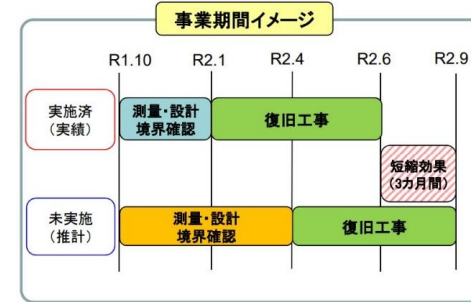 事業期間イメージ
R1.10 R2.1 R2.4 R2.6 R2.9
実施済
(実績)
測量・設計
境界確認
復旧工事
短縮効果
(3カ月間)
未実施
(推計)
測量・設計
境界確認
復旧工事